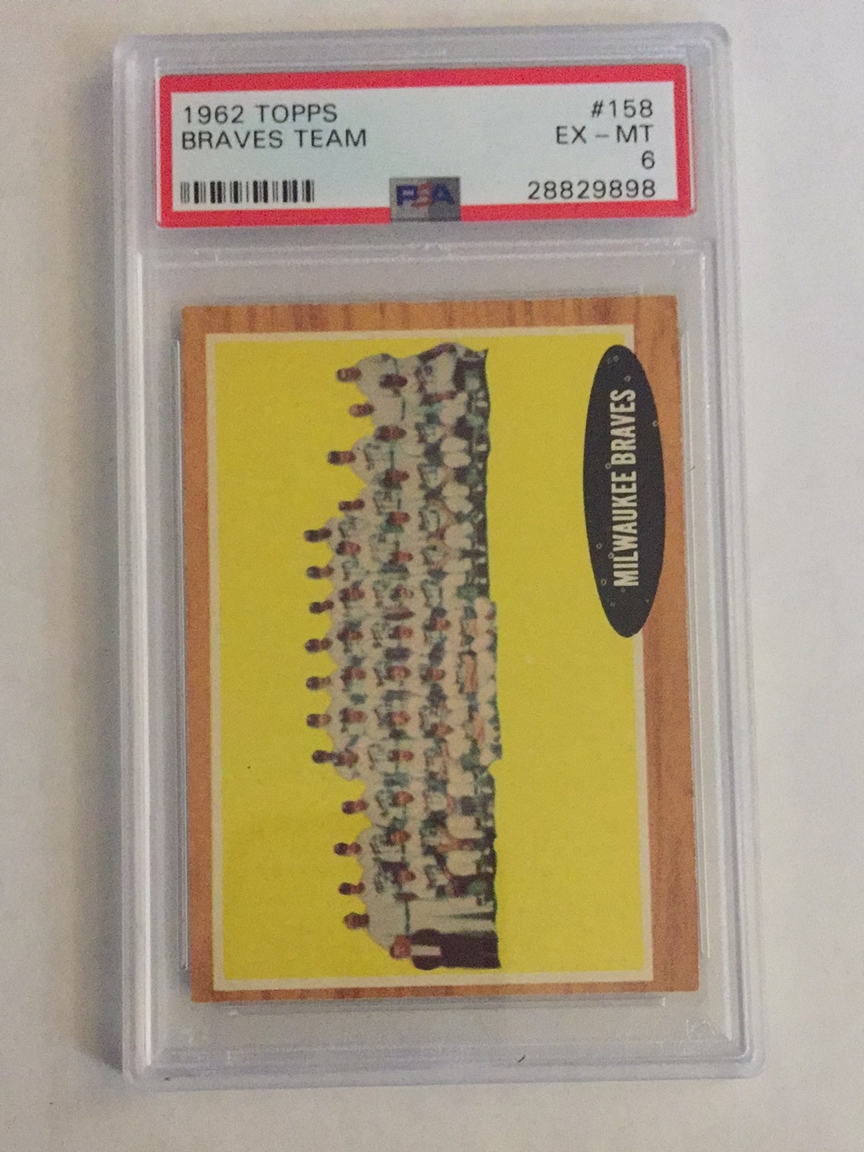 1962 TOPPS #158
BRAVES TEAM EX - MT
6
PSA 28829898
MILWAUKEE BRAVES